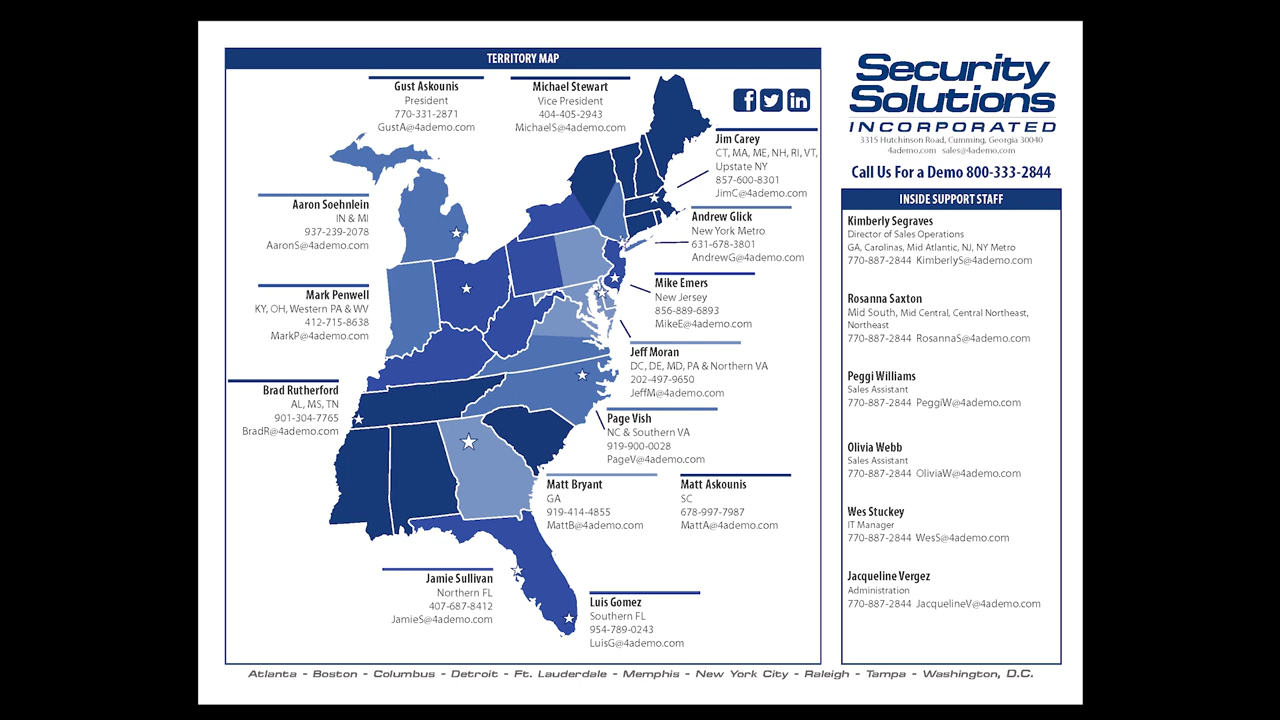 TERRITORY MAP
Gust Askounis
President
770-331-2871
GustA@4ademo.com
Michael Stewart
Vice President
404-405-2943
MichaelS@4ademo.com
Jim Carey
CT, MA, ME, NH, RI, VT,
Upstate NY
857-600-8301
JimC@4ademo.com
Aaron Soehnlein
IN & MI
937-239-2078
AaronS@4ademo.com
Andrew Glick
New York Metro
631-678-3801
AndrewG@4ademo.com
Mark Penwell
KY, OH, Western PA & WV
412-715-8638
MarkP@4ademo.com
Mike Emers
New Jersey
856-889-6893
MikeE@4ademo.com
Jeff Moran
DC, DE, MD, PA & Northern VA
202-497-9650
JeffM@4ademo.com
Brad Rutherford
AL, MS, TN
901-304-7765
BradR@4ademo.com
Page Vish
NC & Southern VA
919-900-0028
PageV@4ademo.com
Matt Bryant
GA
919-414-4855
MattB@4ademo.com
Matt Askounis
SC
678-997-7987
MattA@4ademo.com
Jamie Sullivan
Northern FL
407-687-8412
JamieS@4ademo.com
Luis Gomez
Southern FL
954-789-0243
LuisG@4ademo.com
Security
Solutions
INCORPORATED
3315 Hutchinson Road, Cumming, Georgia 30040
4ademo.com sales@4ademo.com
Call Us For a Demo 800-333-2844
INSIDE SUPPORT STAFF
Kimberly Segraves
Director of Sales Operations
GA, Carolinas, Mid Atlantic, NJ, NY Metro
770-887-2844 KimberlyS@4ademo.com
Rosanna Saxton
Mid South, Mid Central, Central Northeast,
Northeast
770-887-2844 RosannaS@4ademo.com
Peggi Williams
Sales Assistant
770-887-2844 PeggiW@4ademo.com
Olivia Webb
Sales Assistant
770-887-2844 OliviaW@4ademo.com
Wes Stuckey
IT Manager
770-887-2844 WesS@4ademo.com
Jacqueline Vergez
Administration
770-887-2844 JacquelineV@4ademo.com
Atlanta - Boston - Columbus - Detroit - Ft. Lauderdale - Memphis - New York City - Raleigh - Tampa - Washington, D.C.